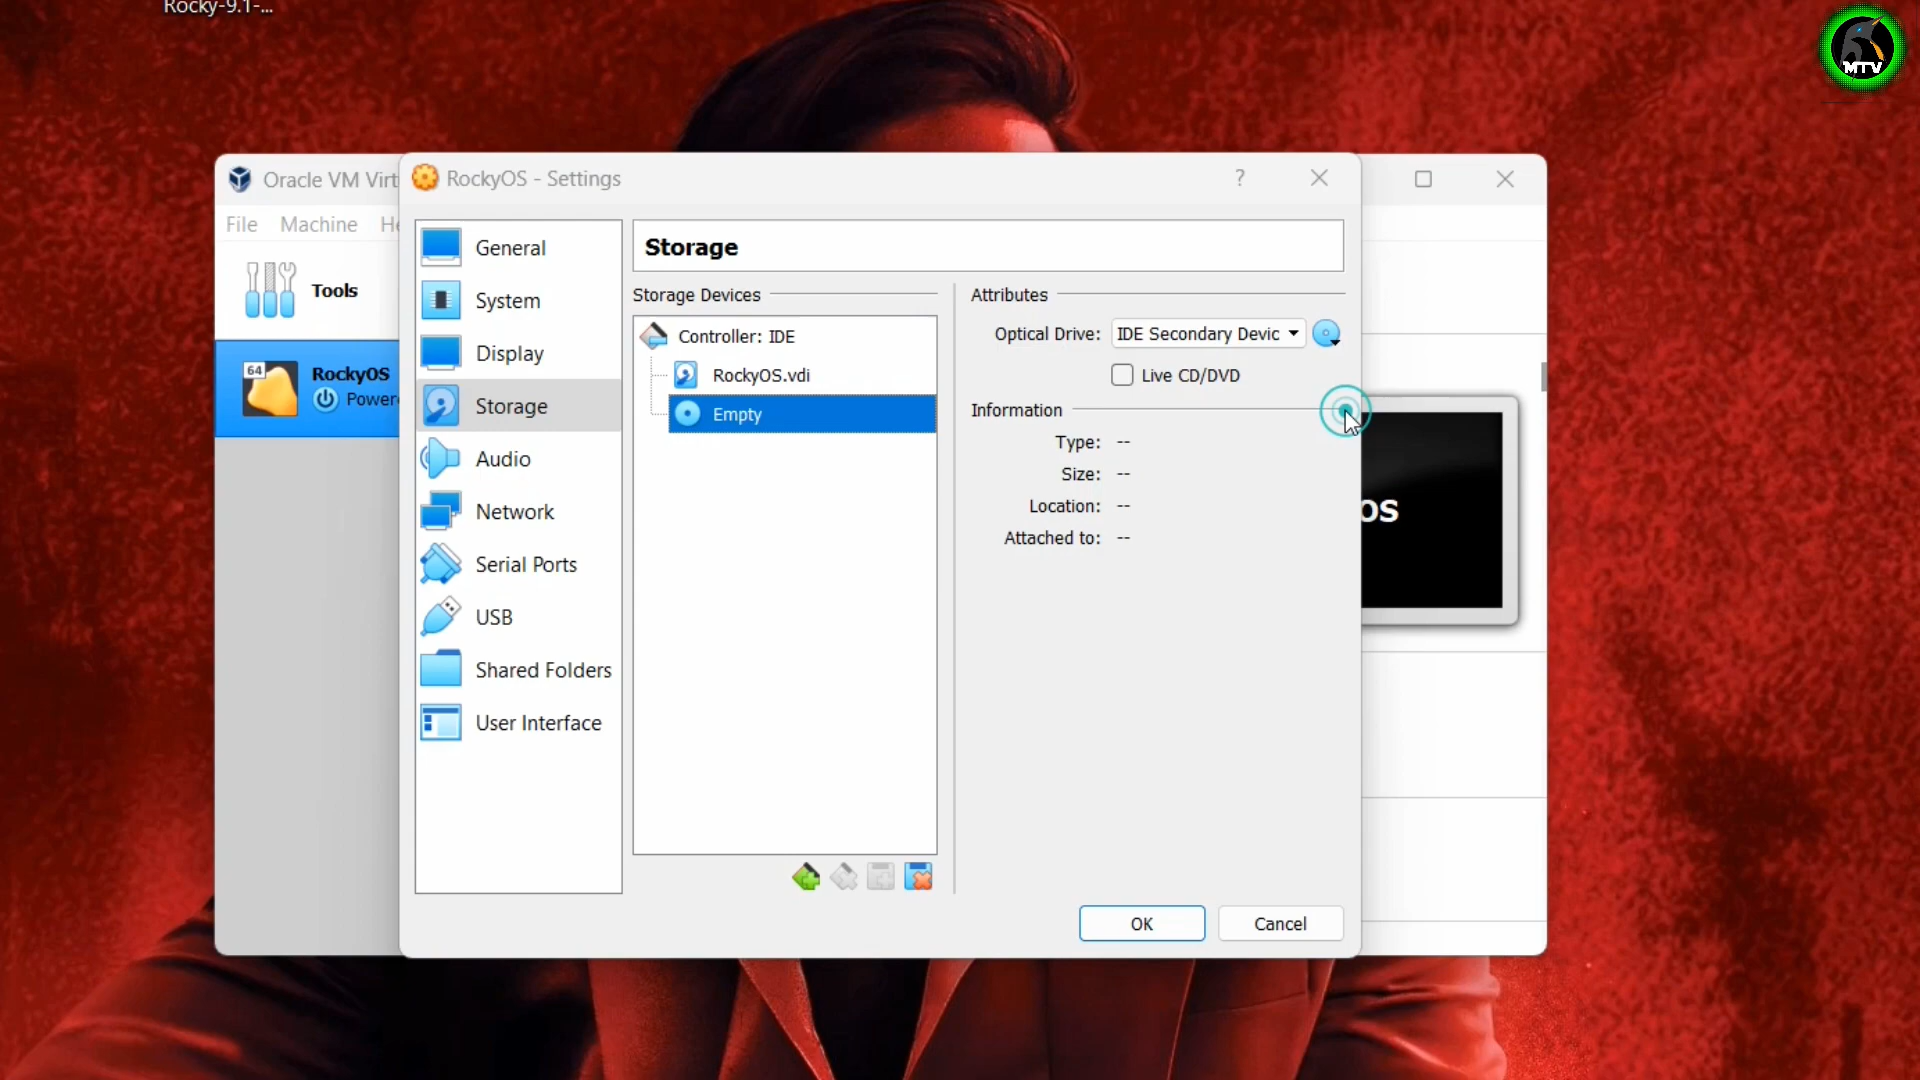 Rocky-9.1-...
MTV
Oracle VM Virt
RockyOS - Settings
?
File Machine He
Tools
64
RockyOS
Power
General
System
Display
Storage
Audio
Network
Serial Ports
USB
Shared Folders
User Interface
Storage
Storage Devices
Controller: IDE
RockyOS.vdi
Empty
Attributes
Optical Drive: IDE Secondary Devic
Live CD/DVD
Information
Type: --
Size: --
Location: --
Attached to: --
OS
OK Cancel